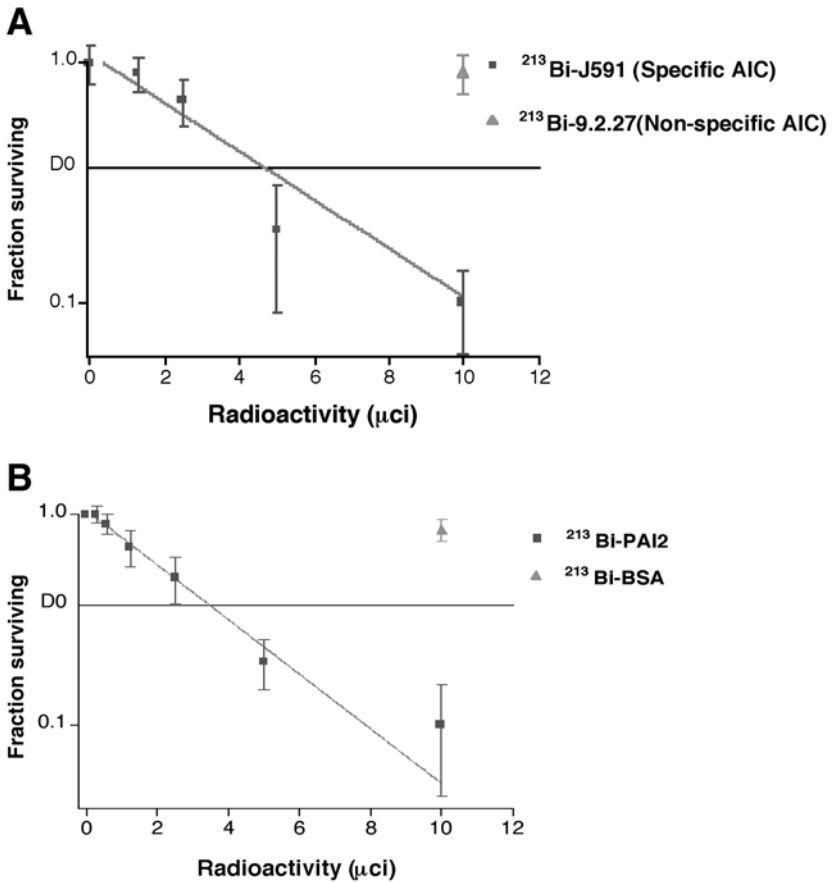 A
1.0
D0
0.1
Fraction surviving
0 2 4 6 8 10 12
Radioactivity (μci)
²¹³Bi-J591 (Specific AIC)
²¹³Bi-9.2.27(Non-specific AIC)
B
1.0
D0
0.1
Fraction surviving
0 2 4 6 8 10 12
Radioactivity (μci)
²¹³Bi-PAI2
²¹³Bi-BSA